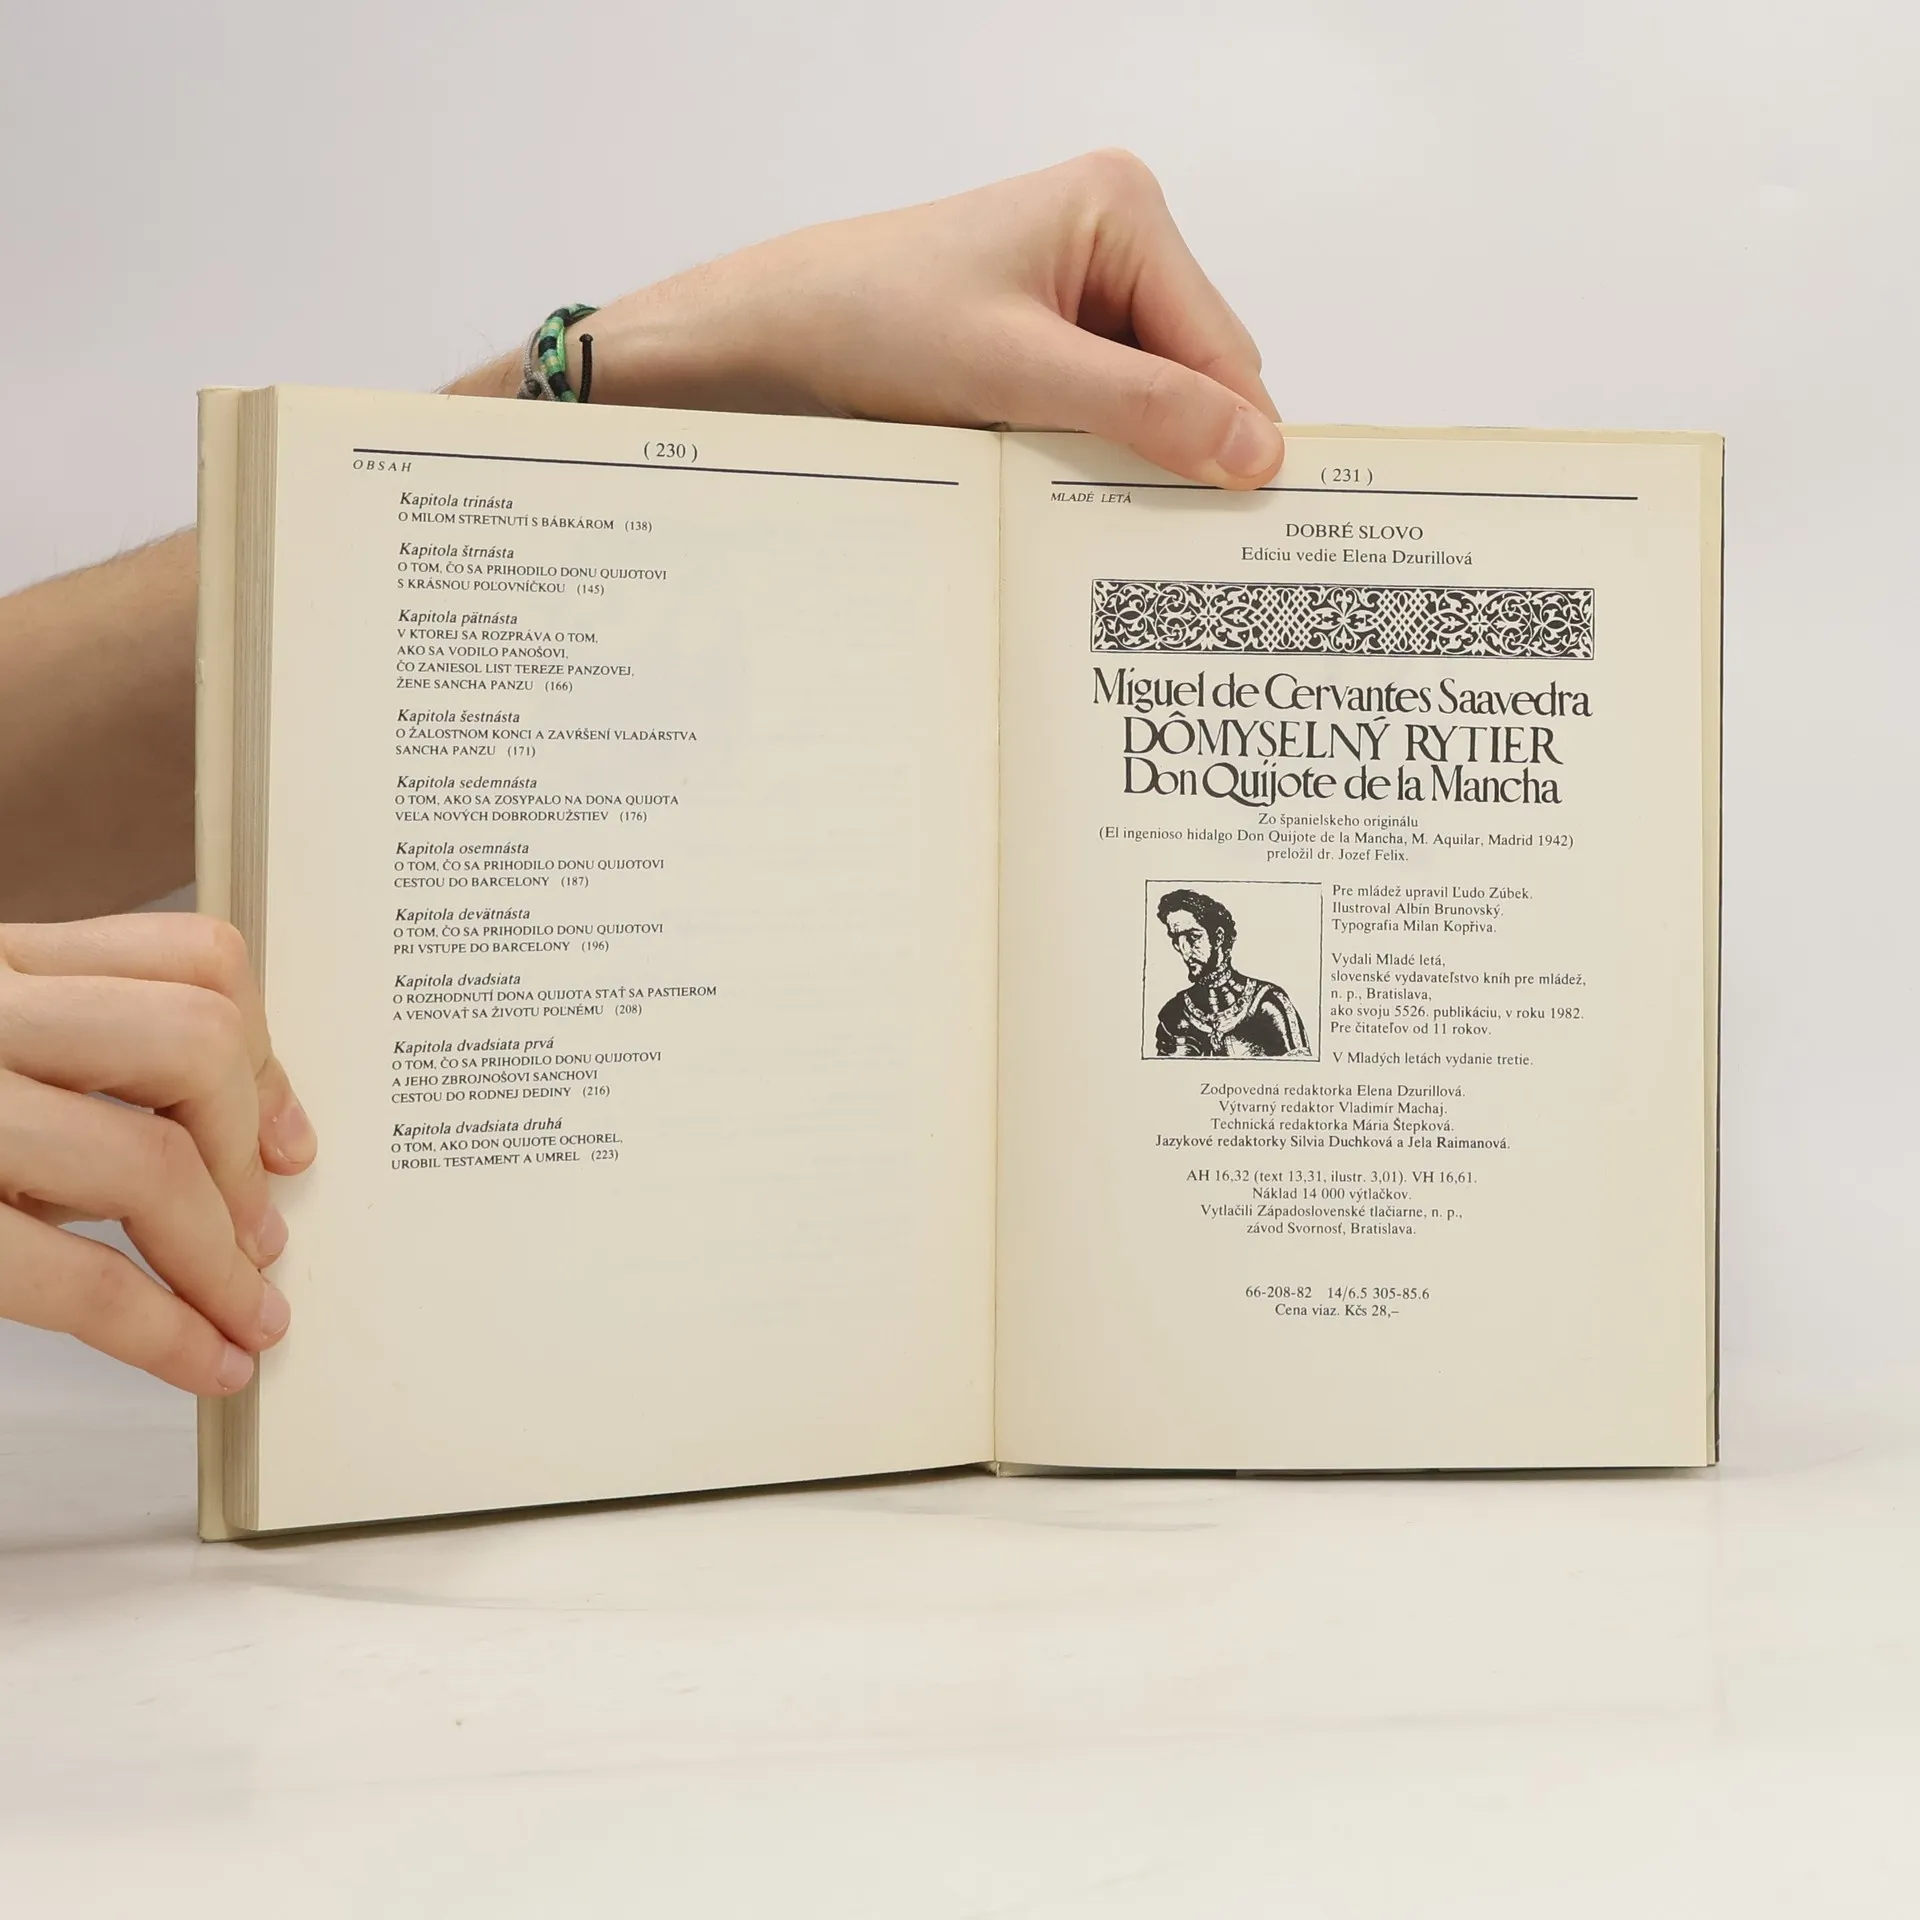 ( 230 )
OBSAH
Kapitola trinásta
O MILOM STRETNUTÍ S BÁBKÁROM (138)
Kapitola štrnásta
O TOM, ČO SA PRIHODILO DONU QUIJOTOVI
S KRÁSNOU POĽOVNÍČKOU (145)
Kapitola pätnásta
V KTOREJ SA ROZPRÁVA O TOM,
AKO SA VODILO PANOŠOVI,
ČO ZANIESOL LIST TEREZE PANZOVEJ,
ŽENE SANCHA PANZU (166)
Kapitola šestnásta
O ŽALOSTNOM KONCI A ZAVŔŠENÍ VLADÁRSTVA
SANCHA PANZU (171)
Kapitola sedemnásta
O TOM, AKO SA ZOSYPALO NA DONA QUIJOTA
VEĽA NOVÝCH DOBRODRUŽSTIEV (176)
Kapitola osemnásta
O TOM, ČO SA PRIHODILO DONU QUIJOTOVI
CESTOU DO BARCELONY (187)
Kapitola devätnásta
O TOM, ČO SA PRIHODILO DONU QUIJOTOVI
PRI VSTUPE DO BARCELONY (196)
Kapitola dvadsiata
O ROZHODNUTÍ DONA QUIJOTA STAŤ SA PASTIEROM
A VENOVAŤ SA ŽIVOTU POĽNÉMU (208)
Kapitola dvadsiata prvá
O TOM, ČO SA PRIHODILO DONU QUIJOTOVI
A JEHO ZBROJNOŠOVI SANCHOVI
CESTOU DO RODNEJ DEDINY (216)
Kapitola dvadsiata druhá
O TOM, AKO DON QUIJOTE OCHOREL,
UROBIL TESTAMENT A UMREL (223)
( 231 )
MLADÉ LETÁ
DOBRÉ SLOVO
Edíciu vedie Elena Dzurillová
Miguel de Cervantes Saavedra
DÔMYSELNÝ RYTIER
Don Quijote de la Mancha
Zo španielskeho originálu
(El ingenioso hidalgo Don Quijote de la Mancha, M. Aquilar, Madrid 1942)
preložil dr. Jozef Felix.
Pre mládež upravil Ľudo Zúbek.
Ilustroval Albín Brunovský.
Typografia Milan Kopřiva.
Vydali Mladé letá,
slovenské vydavateľstvo kníh pre mládež,
n. p., Bratislava,
ako svoju 5526. publikáciu, v roku 1982.
Pre čitateľov od 11 rokov.
V Mladých letách vydanie tretie.
Zodpovedná redaktorka Elena Dzurillová.
Výtvarný redaktor Vladimír Machaj.
Technická redaktorka Mária Štepková.
Jazykové redaktorky Silvia Duchková a Jela Raimanová.
AH 16,32 (text 13,31, ilustr. 3,01). VH 16,61.
Náklad 14 000 výtlačkov.
Vytlačili Západoslovenské tlačiarne, n. p.,
závod Svornosť, Bratislava.
66-208-82 14/6.5 305-85.6
Cena viaz. Kčs 28,–